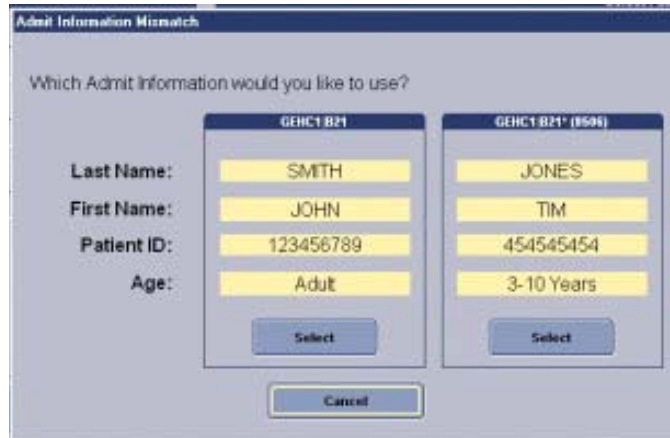 Admit Information Mismatch
Which Admit Information would you like to use?
GEHC1|B21 GEHC1|B21* (0506)
Last Name: SMITH JONES
First Name: JOHN TIM
Patient ID: 123456789 454545454
Age: Adult 3-10 Years
Select Select
Cancel